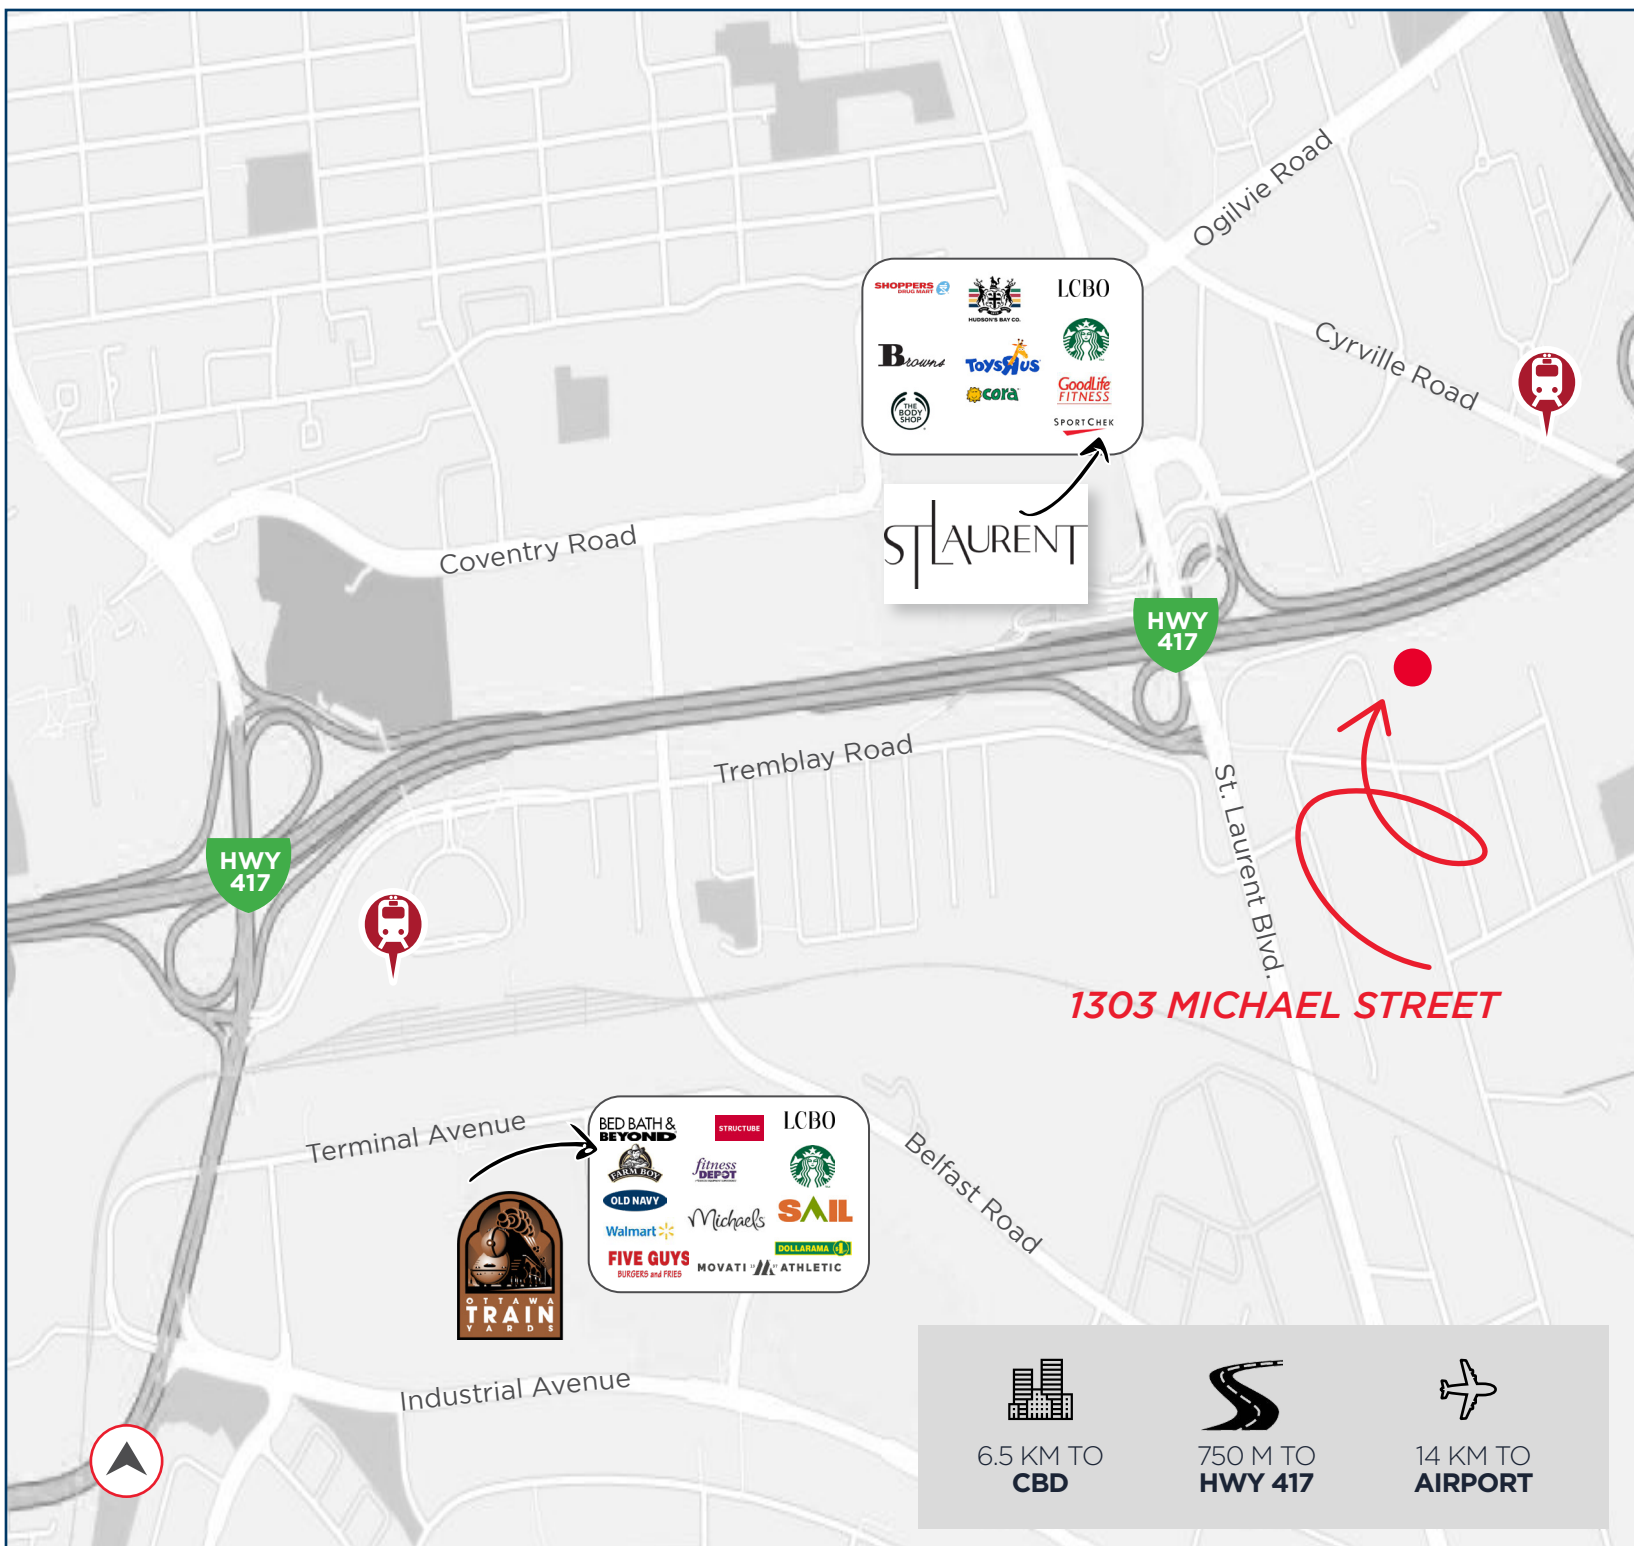 Ogilvie Road
SHOPPERS
DRUG MART
HUDSON'S BAY CO.
LCBO
Browns
TOYSRUS
THE
BODY
SHOP
cora
GoodLife
FITNESS
SPORTCHEK
Cyrville Road
ST LAURENT
Coventry Road
HWY
417
Tremblay Road
St. Laurent Blvd.
HWY
417
1303 MICHAEL STREET
Terminal Avenue
BED BATH &
BEYOND
STRUCTUBE
LCBO
FARM BOY
fitness
DEPOT
OLD NAVY
Michaels
SAIL
Walmart
DOLLARAMA
FIVE GUYS
BURGERS and FRIES
MOVATI ATHLETIC
Belfast Road
OTTAWA
TRAIN
YARDS
Industrial Avenue
6.5 KM TO
CBD
750 M TO
HWY 417
14 KM TO
AIRPORT